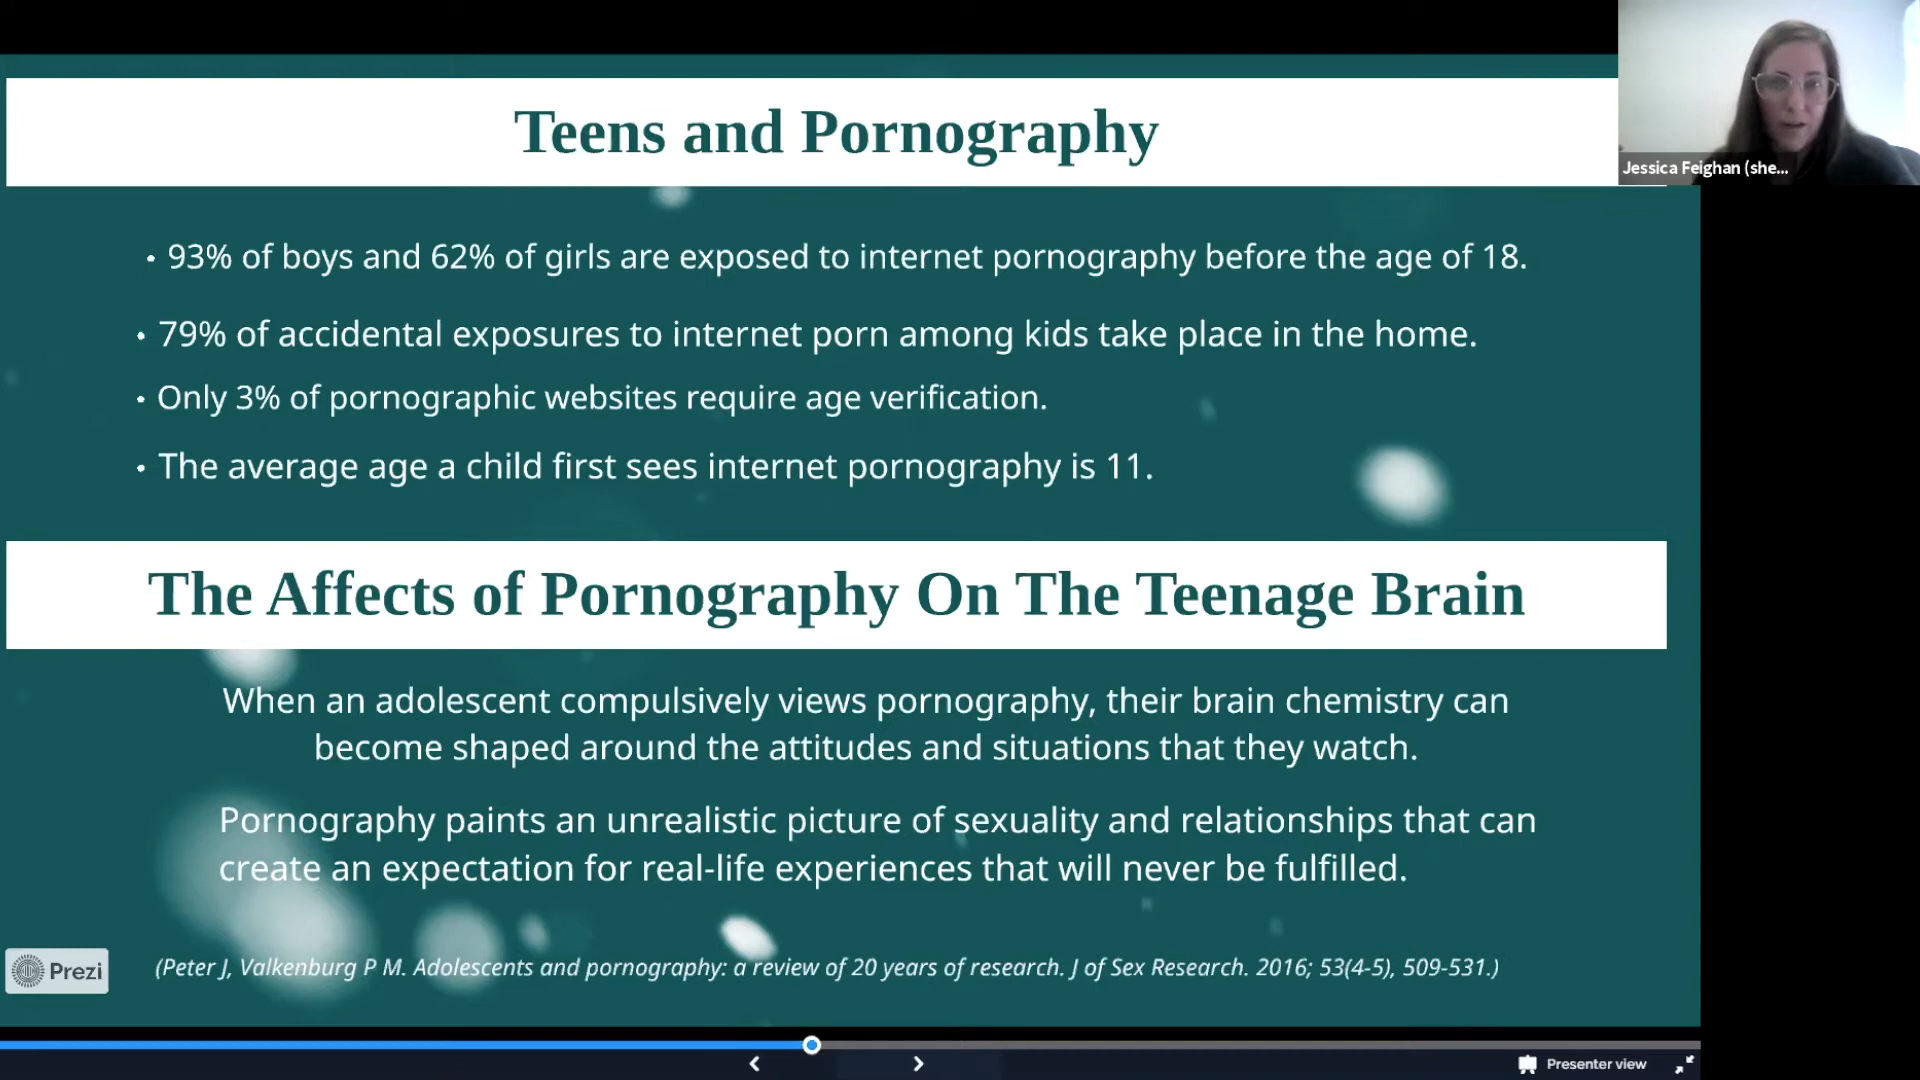 Teens and Pornography
Jessica Feighan (she...
• 93% of boys and 62% of girls are exposed to internet pornography before the age of 18.
• 79% of accidental exposures to internet porn among kids take place in the home.
• Only 3% of pornographic websites require age verification.
• The average age a child first sees internet pornography is 11.
The Affects of Pornography On The Teenage Brain
When an adolescent compulsively views pornography, their brain chemistry can
become shaped around the attitudes and situations that they watch.
Pornography paints an unrealistic picture of sexuality and relationships that can
create an expectation for real-life experiences that will never be fulfilled.
Prezi
(Peter J, Valkenburg P M. Adolescents and pornography: a review of 20 years of research. J of Sex Research. 2016; 53(4-5), 509-531.)
Presenter view